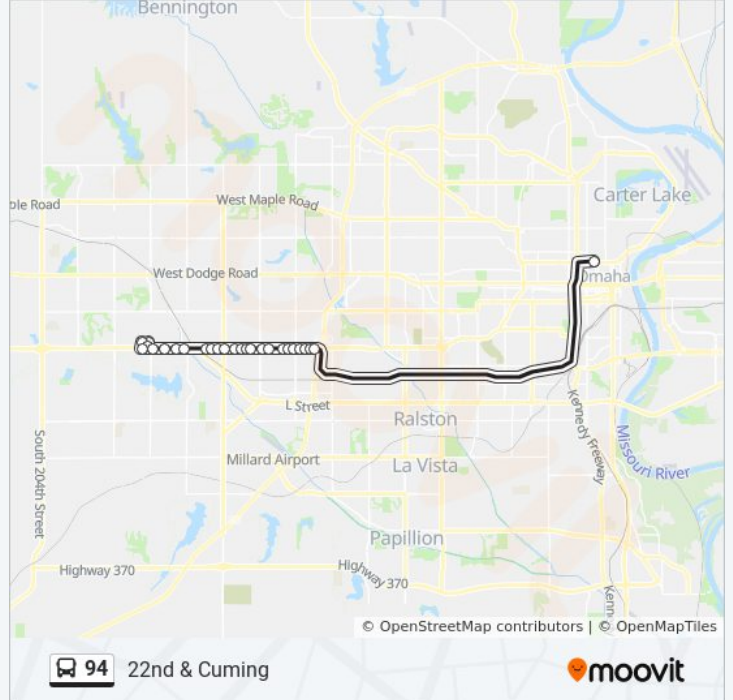 Bennington
Carter Lake
West Maple Road
ple Road
West Dodge Road
Omaha
L Street
Ralston
Kennedy Freeway
Missouri River
South 204th Street
Millard Airport
La Vista
Papillion
Highway 370
Highway 370
Kenn
© OpenStreetMap contributors | © OpenMapTiles
94 22nd & Cuming
moovit